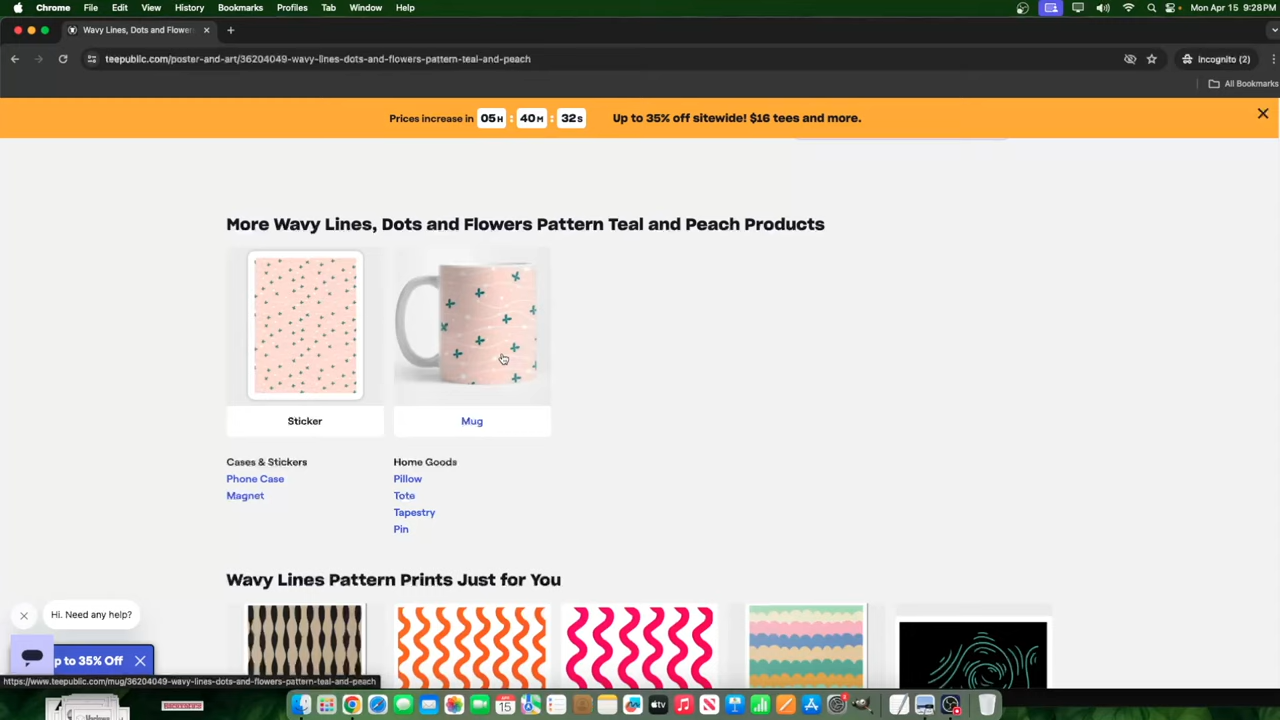 Chrome File Edit View History Bookmarks Profiles Tab Window Help
Mon Apr 15 9:28 PM
Wavy Lines, Dots and Flower
teepublic.com/poster-and-art/36204049-wavy-lines-dots-and-flowers-pattern-teal-and-peach
Incognito (2)
All Bookmarks
Prices increase in 05H : 40M : 32S Up to 35% off sitewide! $16 tees and more.
More Wavy Lines, Dots and Flowers Pattern Teal and Peach Products
Sticker
Mug
Cases & Stickers
Phone Case
Magnet
Home Goods
Pillow
Tote
Tapestry
Pin
Wavy Lines Pattern Prints Just for You
Hi. Need any help?
p to 35% Off
https://www.teepublic.com/mug/36204049-wavy-lines-dots-and-flowers-pattern-teal-and-peach
APR
15
tv